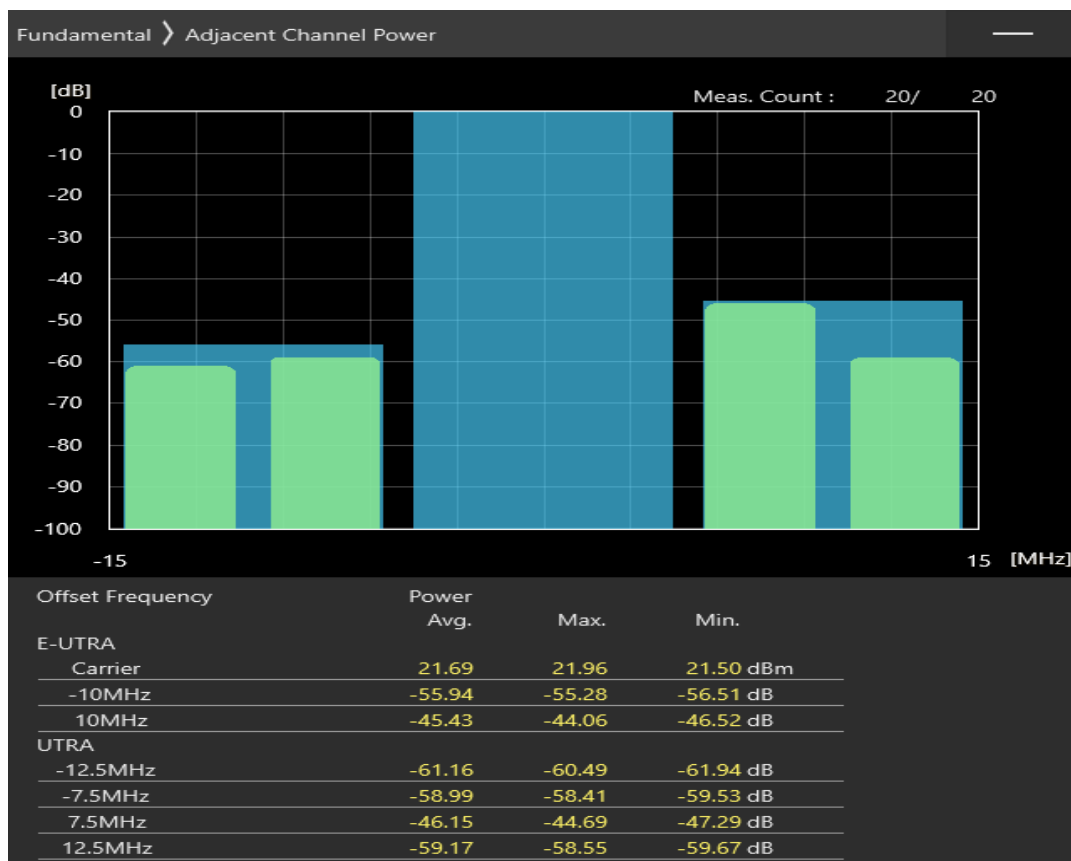 Fundamental ❯ Adjacent Channel Power
[dB]
Meas. Count : 20/ 20
0
-10
-20
-30
-40
-50
-60
-70
-80
-90
-100
-15 15 [MHz]
Offset Frequency Power
Avg. Max. Min.
E-UTRA
Carrier 21.69 21.96 21.50 dBm
-10MHz -55.94 -55.28 -56.51 dB
10MHz -45.43 -44.06 -46.52 dB
UTRA
-12.5MHz -61.16 -60.49 -61.94 dB
-7.5MHz -58.99 -58.41 -59.53 dB
7.5MHz -46.15 -44.69 -47.29 dB
12.5MHz -59.17 -58.55 -59.67 dB